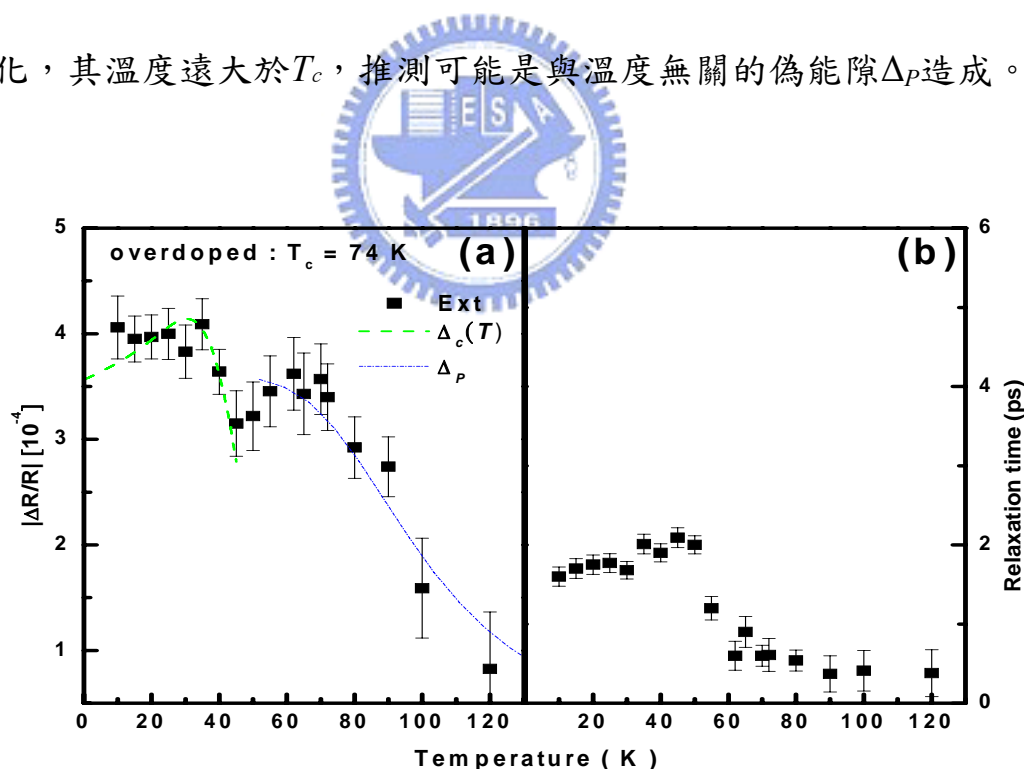 化，其溫度遠大於Tc，推測可能是與溫度無關的偽能隙ΔP造成。
ESA
1896
overdoped : Tc = 74 K
(a)
(b)
Ext
Δc(T)
ΔP
5
4
3
2
1
|ΔR/R| [10-4]
6
4
2
0
Relaxation time (ps)
0 20 40 60 80 100 120
20 40 60 80 100 120
Temperature ( K )